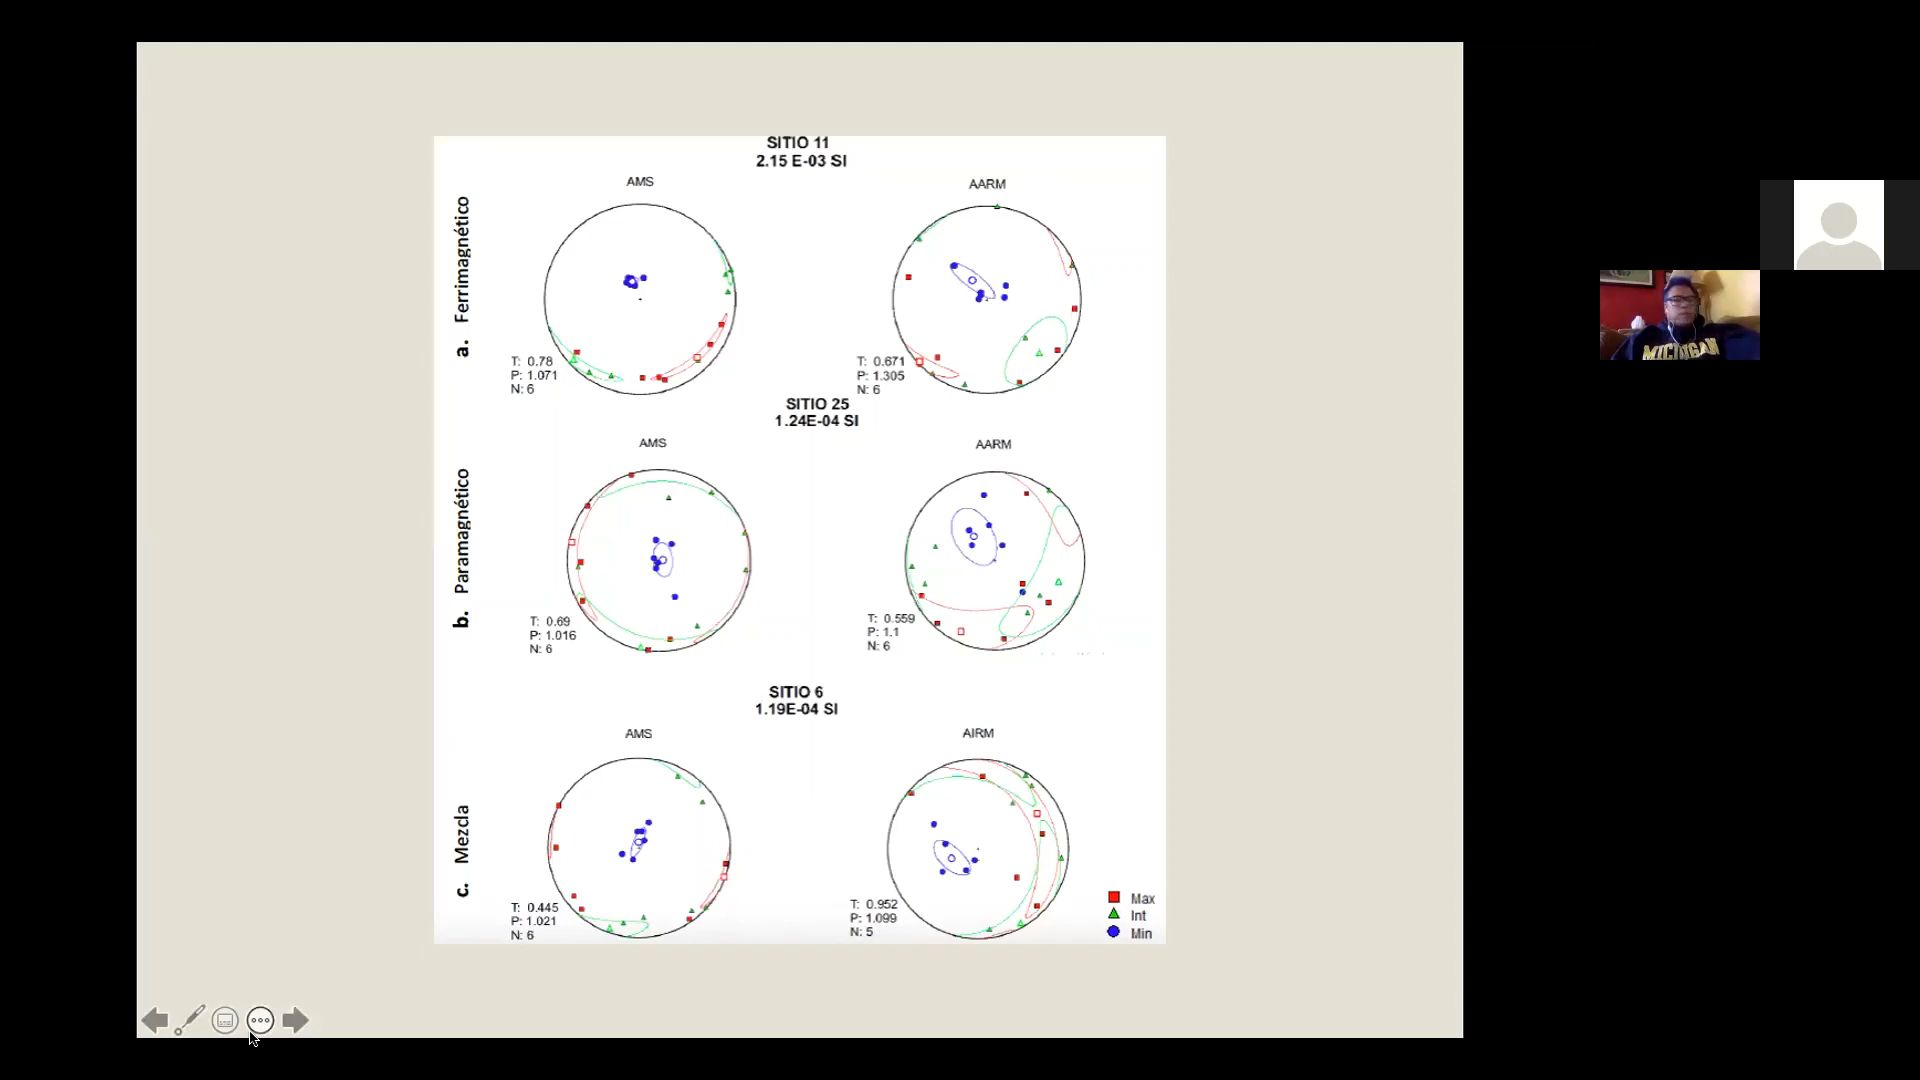 SITIO 11
2.15 E-03 SI
a. Ferrimagnético
AMS
T: 0.78
P: 1.071
N: 6
AARM
T: 0.671
P: 1.305
N: 6
SITIO 25
1.24E-04 SI
b. Paramagnético
AMS
T: 0.69
P: 1.016
N: 6
AARM
T: 0.559
P: 1.1
N: 6
SITIO 6
1.19E-04 SI
c. Mezcla
AMS
T: 0.445
P: 1.021
N: 6
AIRM
T: 0.952
P: 1.099
N: 5
Max
Int
Min
MICHIGAN